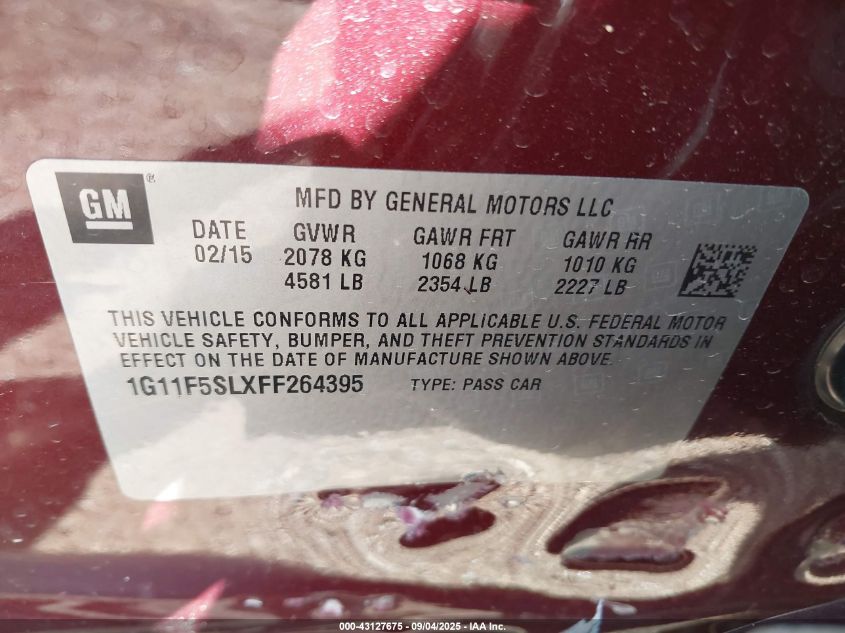 GM ®
MFD BY GENERAL MOTORS LLC
DATE GVWR GAWR FRT GAWR RR
02/15 2078 KG 1068 KG 1010 KG
4581 LB 2354 LB 2227 LB
THIS VEHICLE CONFORMS TO ALL APPLICABLE U.S. FEDERAL MOTOR
VEHICLE SAFETY, BUMPER, AND THEFT PREVENTION STANDARDS IN
EFFECT ON THE DATE OF MANUFACTURE SHOWN ABOVE.
1G11F5SLXFF264395 TYPE: PASS CAR
000-43127675 - 09/04/2025 - IAA Inc.